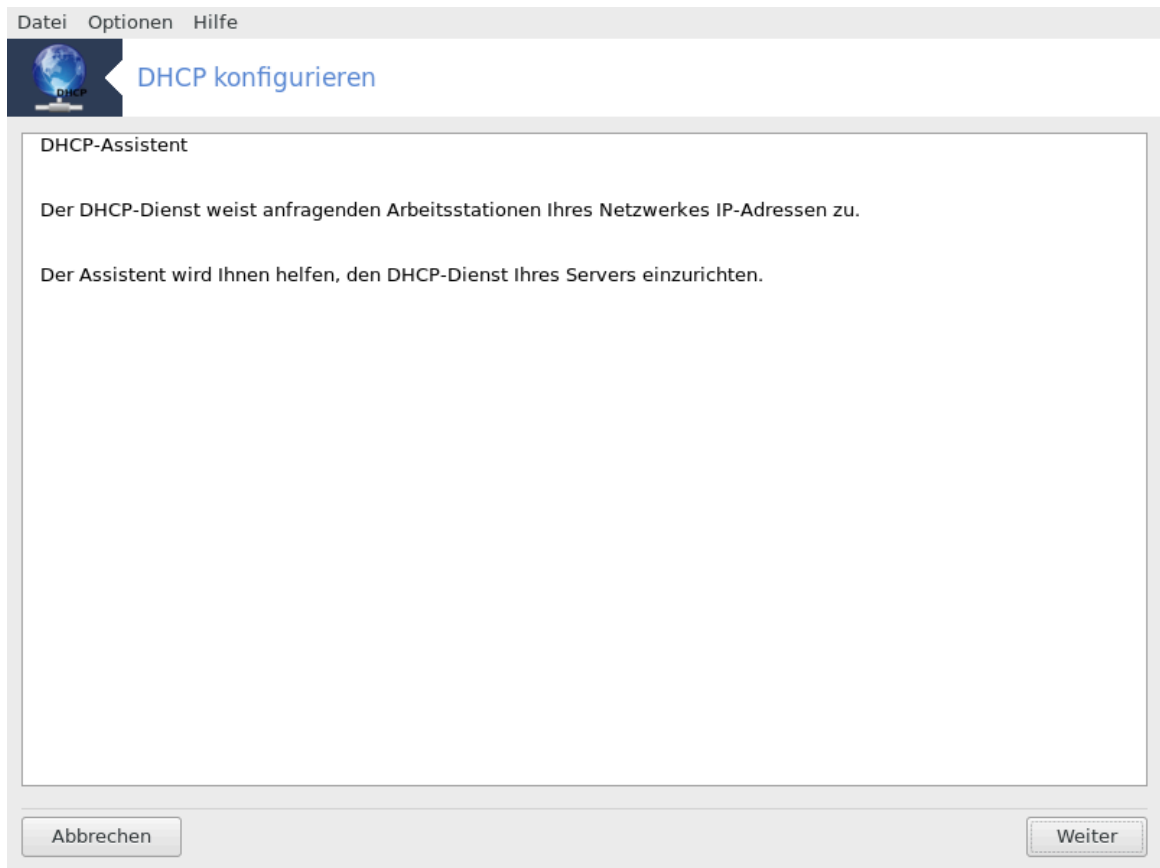 Datei Optionen Hilfe
DHCP
DHCP konfigurieren
DHCP-Assistent
Der DHCP-Dienst weist anfragenden Arbeitsstationen Ihres Netzwerkes IP-Adressen zu.
Der Assistent wird Ihnen helfen, den DHCP-Dienst Ihres Servers einzurichten.
Abbrechen Weiter